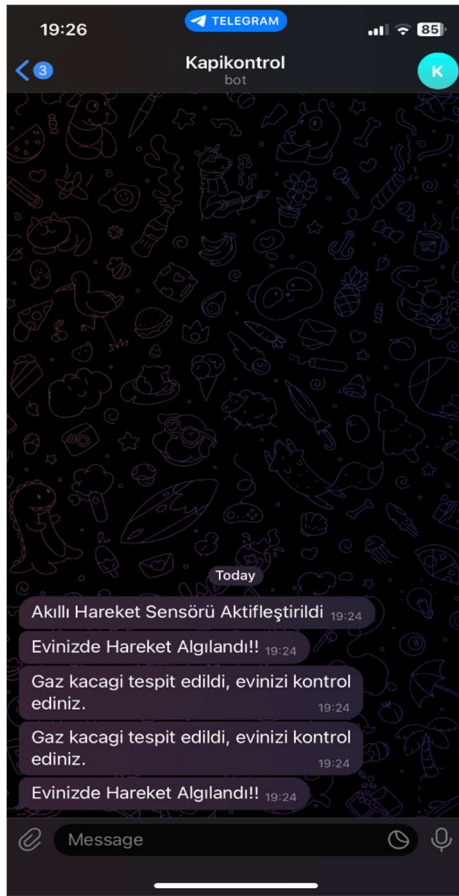 19:26
TELEGRAM
85
3
Kapikontrol
bot
K
Today
Akıllı Hareket Sensörü Aktifleştirildi 19:24
Evinizde Hareket Algılandı!! 19:24
Gaz kacagi tespit edildi, evinizi kontrol
ediniz. 19:24
Gaz kacagi tespit edildi, evinizi kontrol
ediniz. 19:24
Evinizde Hareket Algılandı!! 19:24
Message